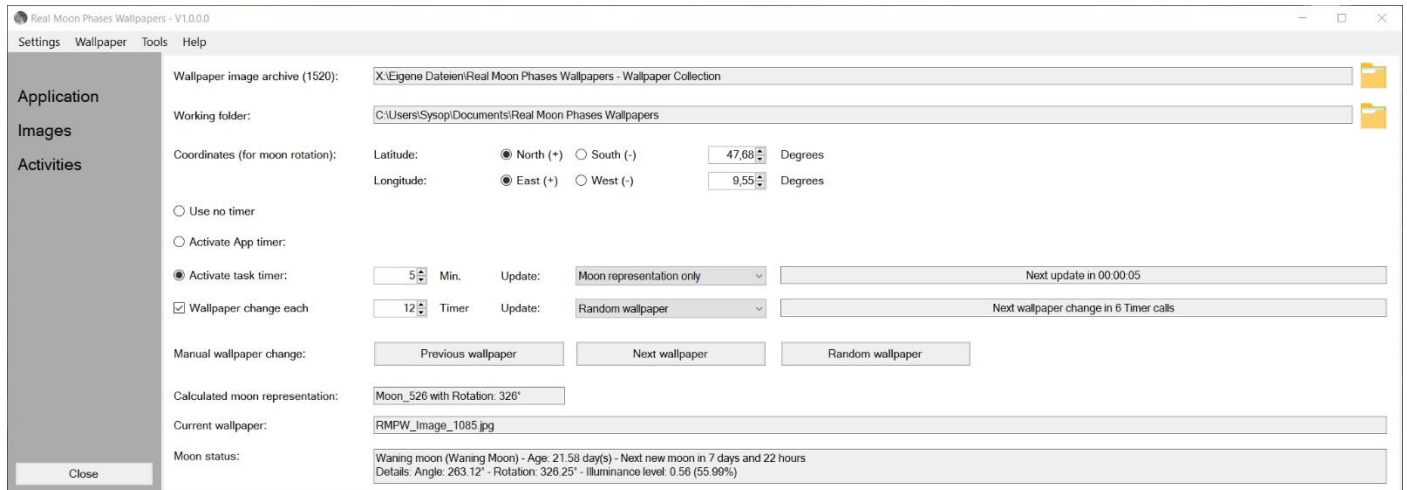 Real Moon Phases Wallpapers - V1.0.0.0
Settings Wallpaper Tools Help
Application
Images
Activities
Close
Wallpaper image archive (1520): X:\Eigene Dateien\Real Moon Phases Wallpapers - Wallpaper Collection
Working folder: C:\Users\Sysop\Documents\Real Moon Phases Wallpapers
Coordinates (for moon rotation): Latitude: North (+) South (-) 47,68 Degrees
Longitude: East (+) West (-) 9,55 Degrees
Use no timer
Activate App timer:
Activate task timer: 5 Min. Update: Moon representation only Next update in 00:00:05
Wallpaper change each 12 Timer Update: Random wallpaper Next wallpaper change in 6 Timer calls
Manual wallpaper change: Previous wallpaper Next wallpaper Random wallpaper
Calculated moon representation: Moon_526 with Rotation: 326°
Current wallpaper: RMPW_Image_1085.jpg
Moon status: Waning moon (Waning Moon) - Age: 21.58 day(s) - Next new moon in 7 days and 22 hours
Details: Angle: 263.12° - Rotation: 326.25° - Illuminance level: 0.56 (55.99%)